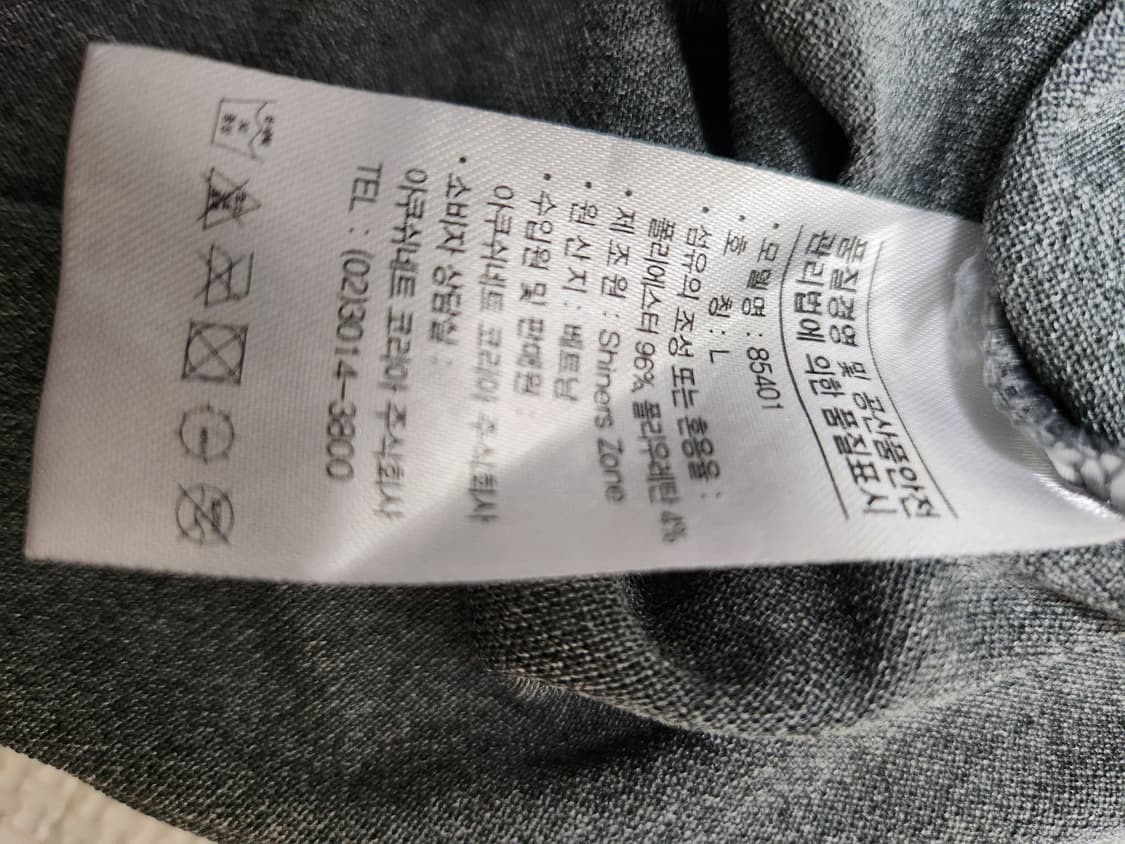 품질경영 및 공산품안전
관리법에 의한 품질표시
• 모델명 : 85401
• 호 칭 : L
• 섬유의 조성 또는 혼용율 :
폴리에스터 96% 폴리우레탄 4%
• 제조원 : Shiners Zone
• 원산지 : 베트남
• 수입원 및 판매원 :
아쿠쉬네트 코리아 주식회사
• 소비자 상담실 :
아쿠쉬네트 코리아 주식회사
TEL : (02)3014-3800